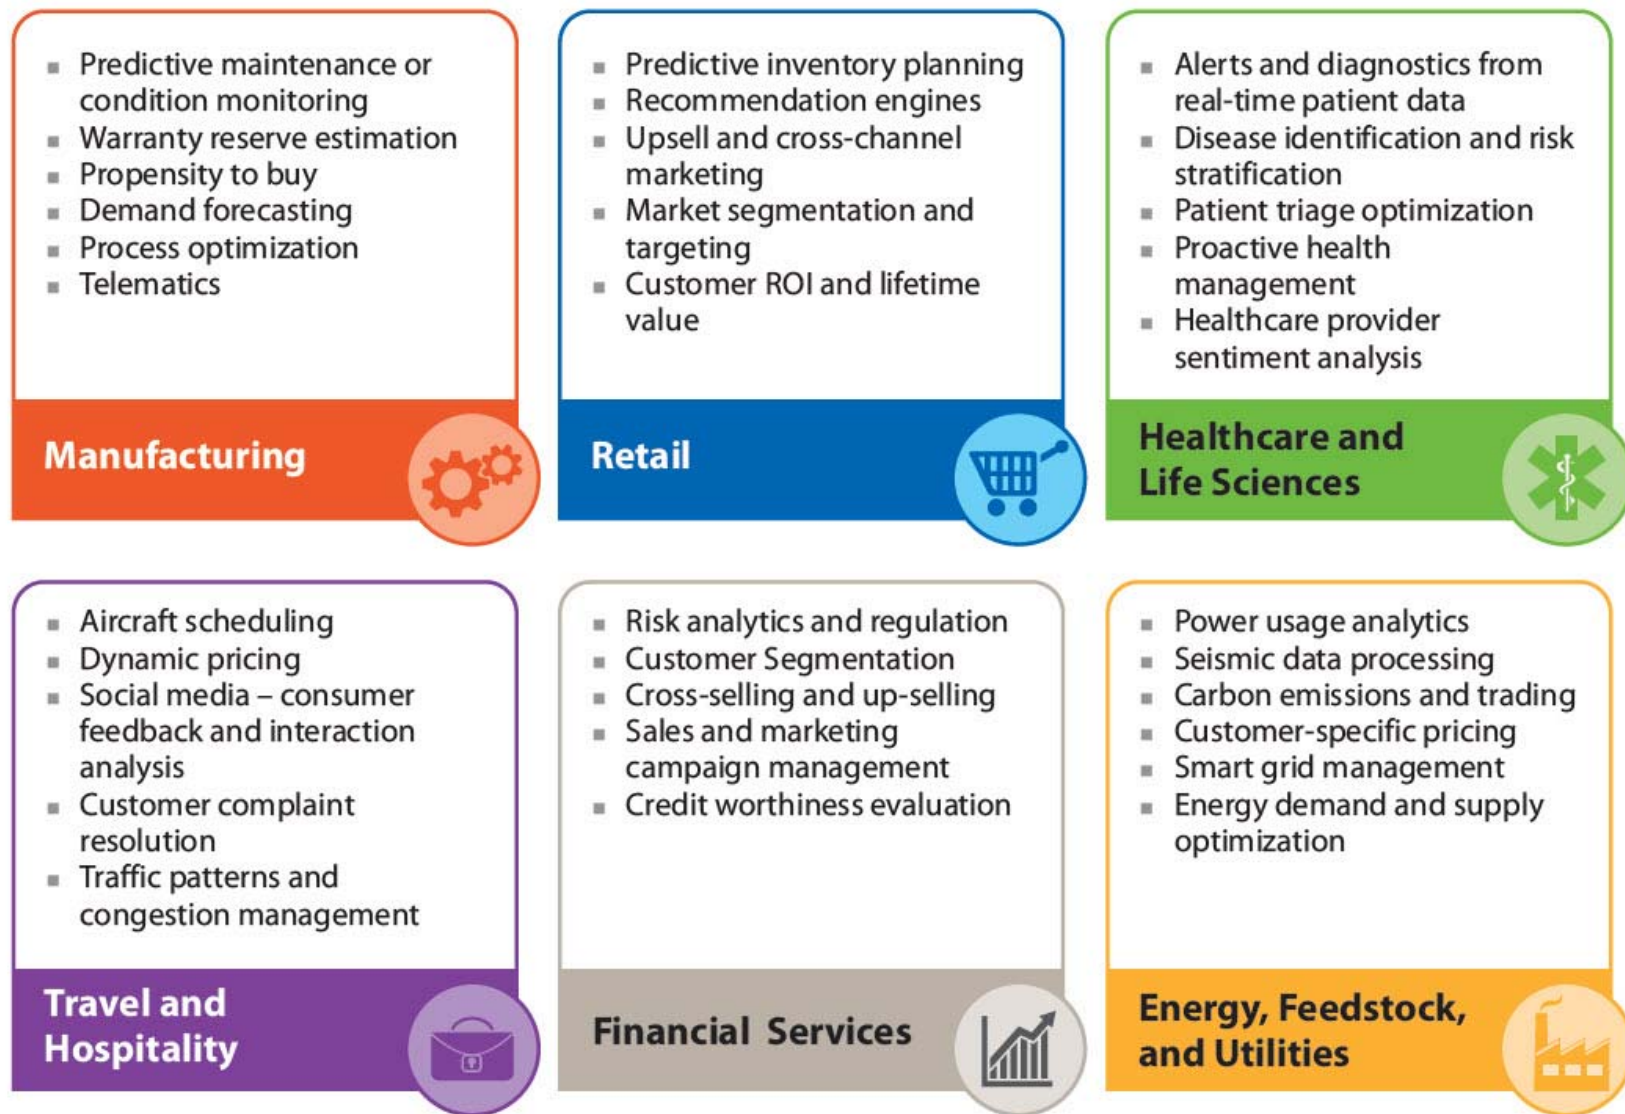 Predictive maintenance or
condition monitoring
Warranty reserve estimation
Propensity to buy
Demand forecasting
Process optimization
Telematics
Manufacturing
Predictive inventory planning
Recommendation engines
Upsell and cross-channel
marketing
Market segmentation and
targeting
Customer ROI and lifetime
value
Retail
Alerts and diagnostics from
real-time patient data
Disease identification and risk
stratification
Patient triage optimization
Proactive health
management
Healthcare provider
sentiment analysis
Healthcare and
Life Sciences
Aircraft scheduling
Dynamic pricing
Social media – consumer
feedback and interaction
analysis
Customer complaint
resolution
Traffic patterns and
congestion management
Travel and
Hospitality
Risk analytics and regulation
Customer Segmentation
Cross-selling and up-selling
Sales and marketing
campaign management
Credit worthiness evaluation
Financial Services
Power usage analytics
Seismic data processing
Carbon emissions and trading
Customer-specific pricing
Smart grid management
Energy demand and supply
optimization
Energy, Feedstock,
and Utilities